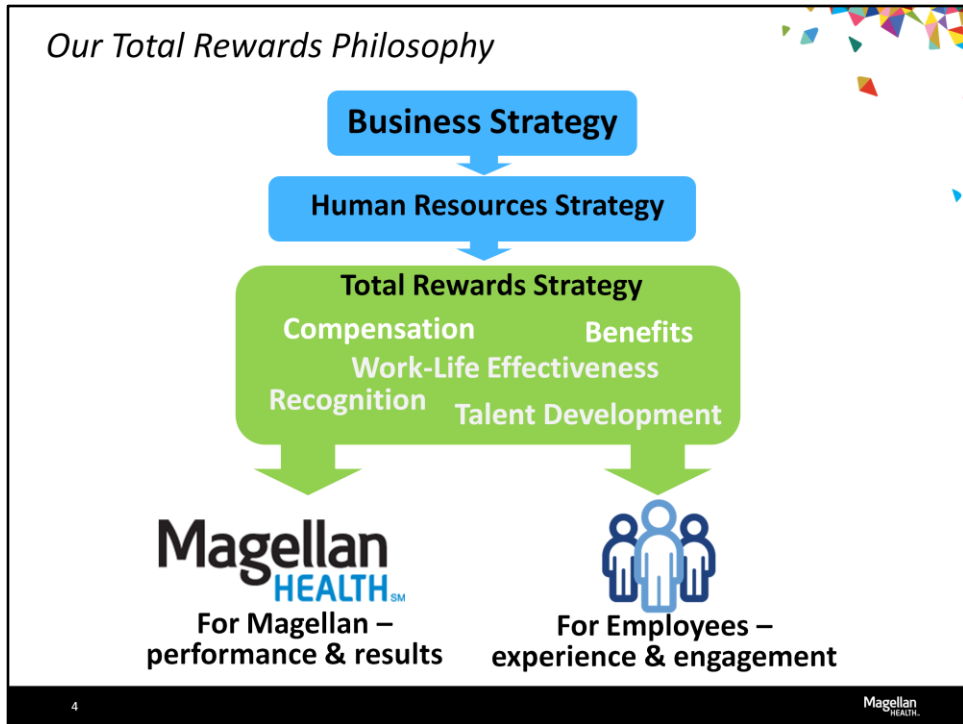 Our Total Rewards Philosophy
Business Strategy
Human Resources Strategy
Total Rewards Strategy
Compensation
Benefits
Work-Life Effectiveness
Recognition
Talent Development
Magellan
HEALTH SM
For Magellan –
performance & results
For Employees –
experience & engagement
4
Magellan
HEALTH